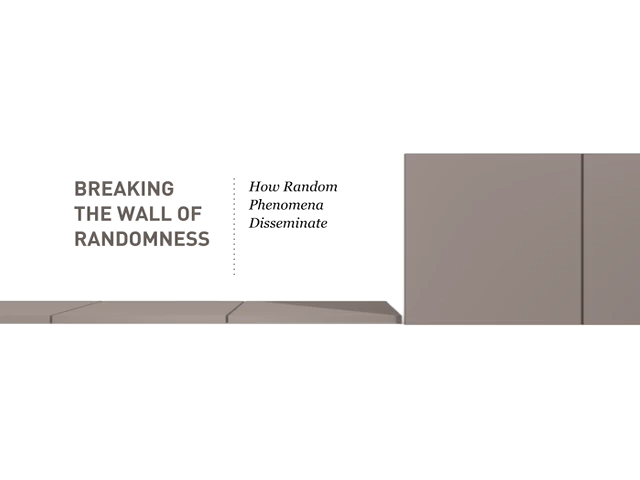 BREAKING
THE WALL OF
RANDOMNESS
How Random
Phenomena
Disseminate